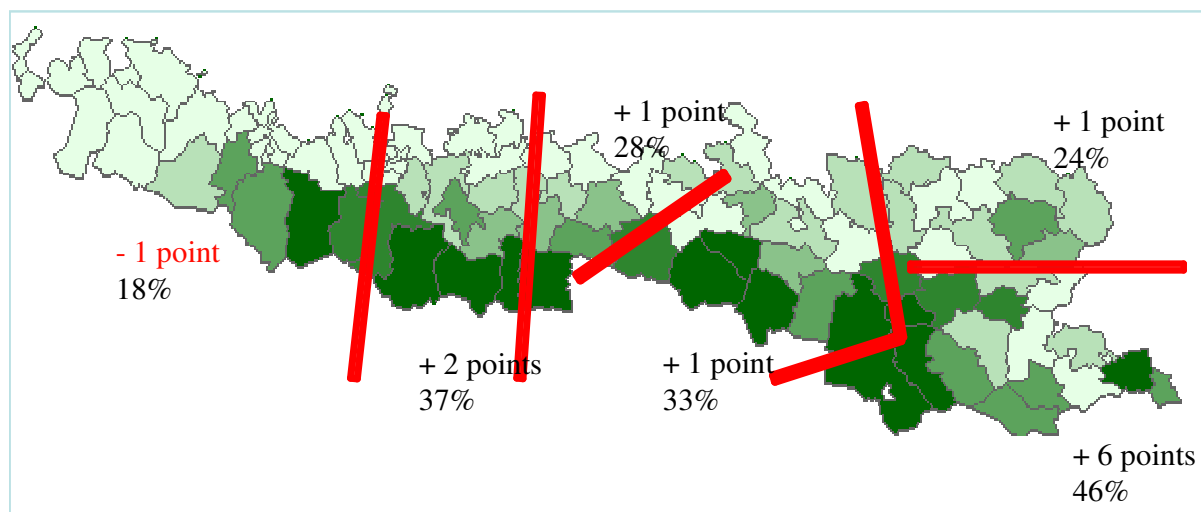 + 1 point
28%
+ 1 point
24%
- 1 point
18%
+ 2 points
37%
+ 1 point
33%
+ 6 points
46%